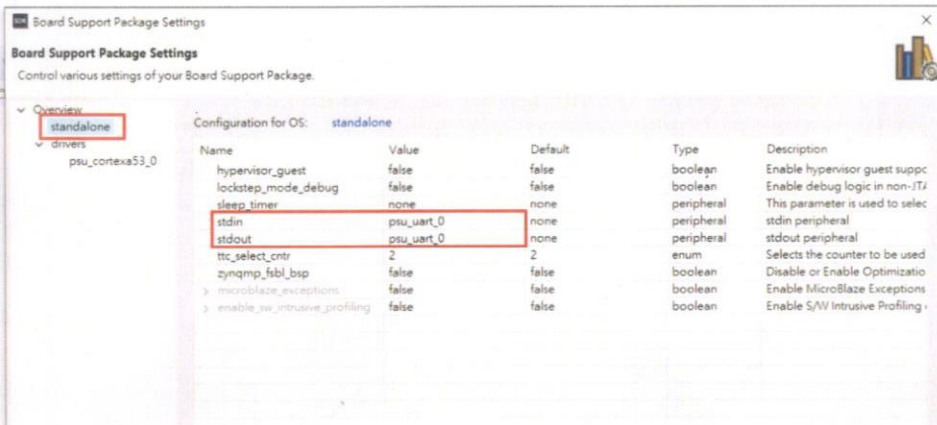 SDK Board Support Package Settings
Board Support Package Settings
Control various settings of your Board Support Package.
Overview
standalone
drivers
psu_cortexa53_0
Configuration for OS: standalone
Name Value Default Type Description
hypervisor_guest false false boolean Enable hypervisor guest suppc
lockstep_mode_debug false false boolean Enable debug logic in non-JTA
sleep_timer none none peripheral This parameter is used to selec
stdin psu_uart_0 none peripheral stdin peripheral
stdout psu_uart_0 none peripheral stdout peripheral
ttc_select_cntr 2 2 enum Selects the counter to be used
zynqmp_fsbl_bsp false false boolean Disable or Enable Optimizatio
microblaze_exceptions false false boolean Enable MicroBlaze Exceptions
enable_sw_intrusive_profiling false false boolean Enable S/W Intrusive Profiling